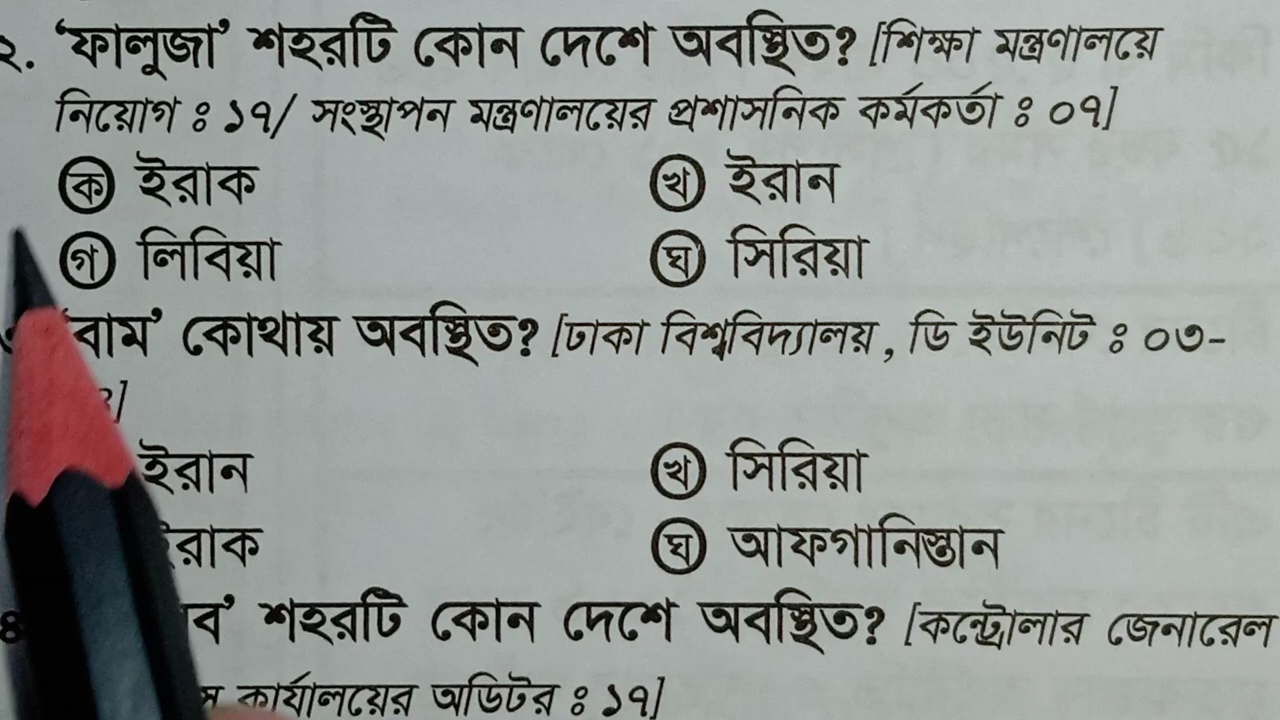 ২. ‘ফালুজা’ শহরটি কোন দেশে অবস্থিত? [শিক্ষা মন্ত্রণালয়ে
নিয়োগ ঃ ১৭/ সংস্থাপন মন্ত্রণালয়ের প্রশাসনিক কর্মকর্তা ঃ ০৭]
ক ইরাক খ ইরান
গ লিবিয়া ঘ সিরিয়া
কোথায় অবস্থিত? [ঢাকা বিশ্ববিদ্যালয়, ডি ইউনিট ঃ ০৩-
ইরান খ সিরিয়া
ঘ আফগানিস্তান
৪ শহরটি কোন দেশে অবস্থিত? [কন্ট্রোলার জেনারেল
কার্যালয়ের অডিটর ঃ ১৭]